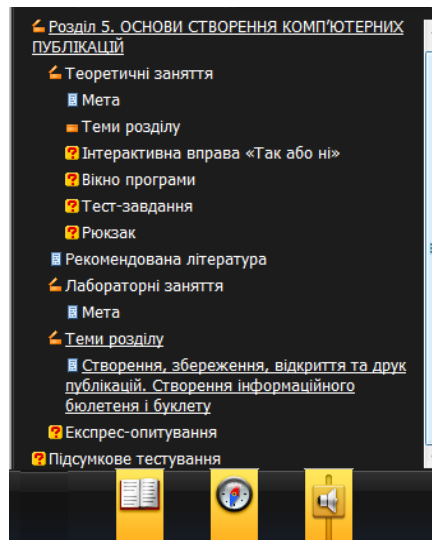 Розділ 5. ОСНОВИ СТВОРЕННЯ КОМП’ЮТЕРНИХ
ПУБЛІКАЦІЙ
Теоретичні заняття
Мета
Теми розділу
Інтерактивна вправа «Так або ні»
Вікно програми
Тест-завдання
Рюкзак
Рекомендована література
Лабораторні заняття
Мета
Теми розділу
Створення, збереження, відкриття та друк
публікацій. Створення інформаційного
бюлетеня і буклету
Експрес-опитування
Підсумкове тестування